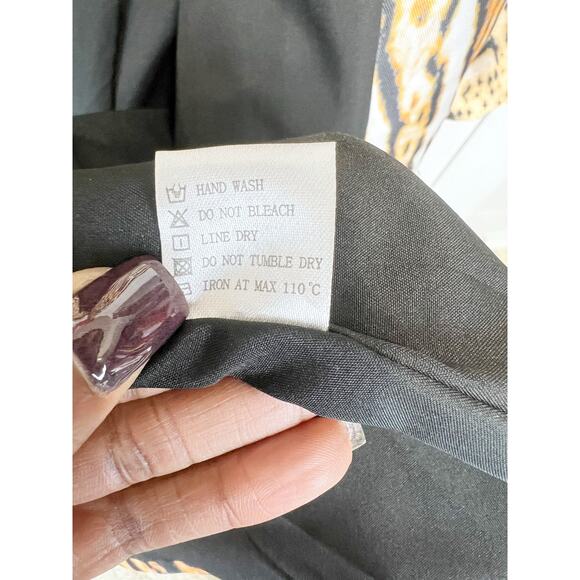 HAND WASH
DO NOT BLEACH
LINE DRY
DO NOT TUMBLE DRY
IRON AT MAX 110℃